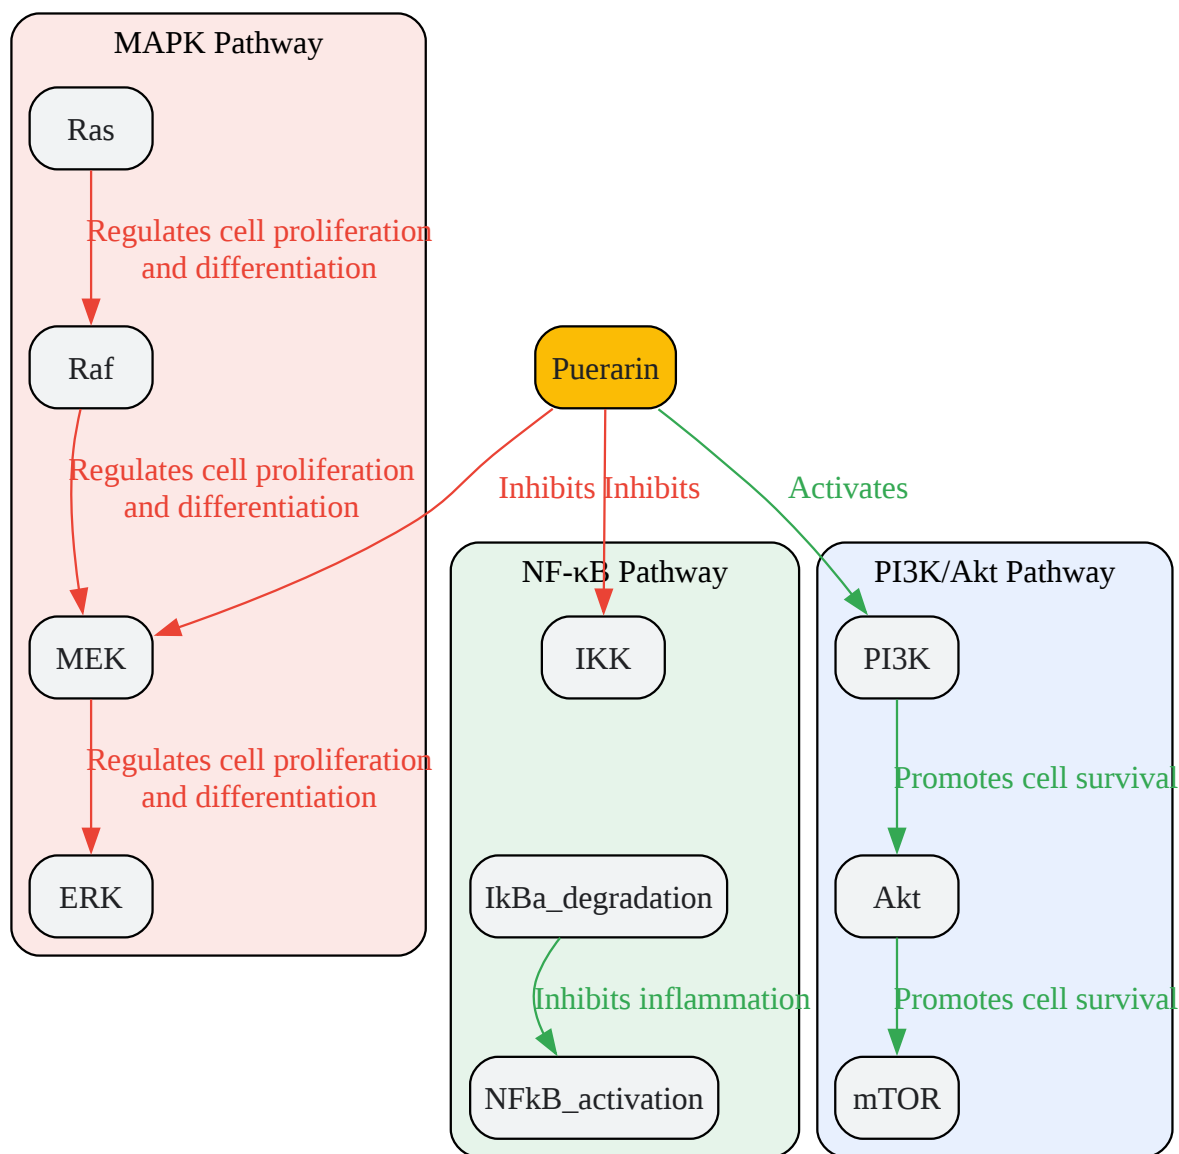 MAPK Pathway
Ras
Regulates cell proliferation
and differentiation
Raf
Puerarin
Regulates cell proliferation
and differentiation
Inhibits
Inhibits
Activates
NF-κB Pathway
PI3K/Akt Pathway
MEK
IKK
PI3K
Regulates cell proliferation
and differentiation
Promotes cell survival
ERK
IkBa_degradation
Akt
Inhibits inflammation
Promotes cell survival
NFkB_activation
mTOR